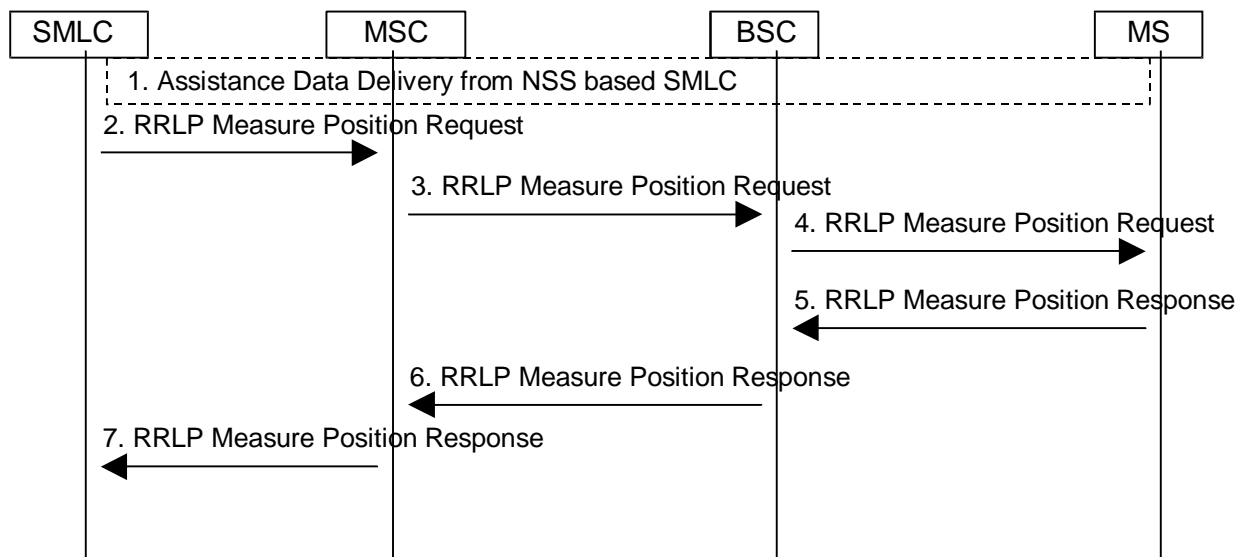 SMLC
MSC
BSC
MS
1. Assistance Data Delivery from NSS based SMLC
2. RRLP Measure Position Request
3. RRLP Measure Position Request
4. RRLP Measure Position Request
5. RRLP Measure Position Response
6. RRLP Measure Position Response
7. RRLP Measure Position Response